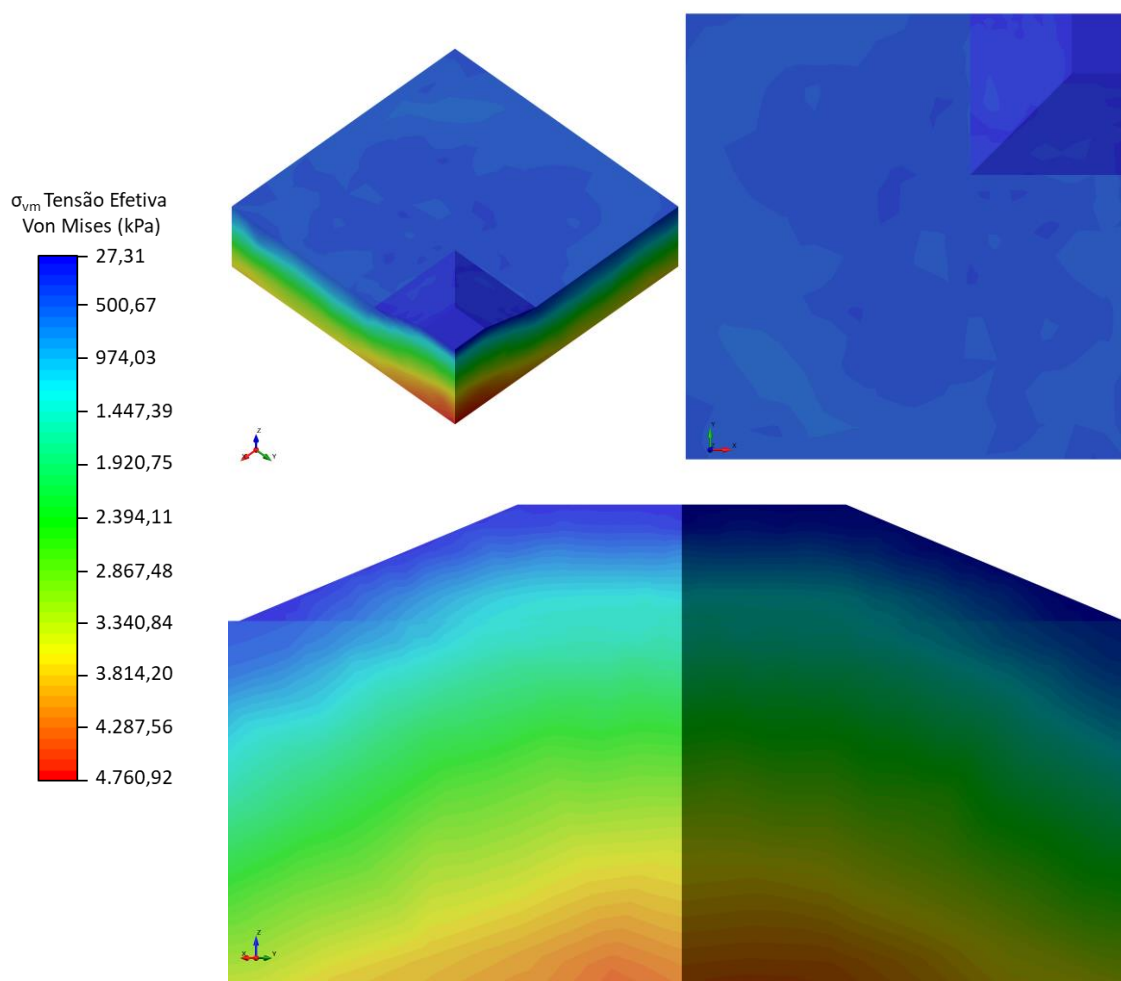 σvm Tensão Efetiva
Von Mises (kPa)
27,31
500,67
974,03
1.447,39
1.920,75
2.394,11
2.867,48
3.340,84
3.814,20
4.287,56
4.760,92
Z
Y
Y
X
Z
X
Y